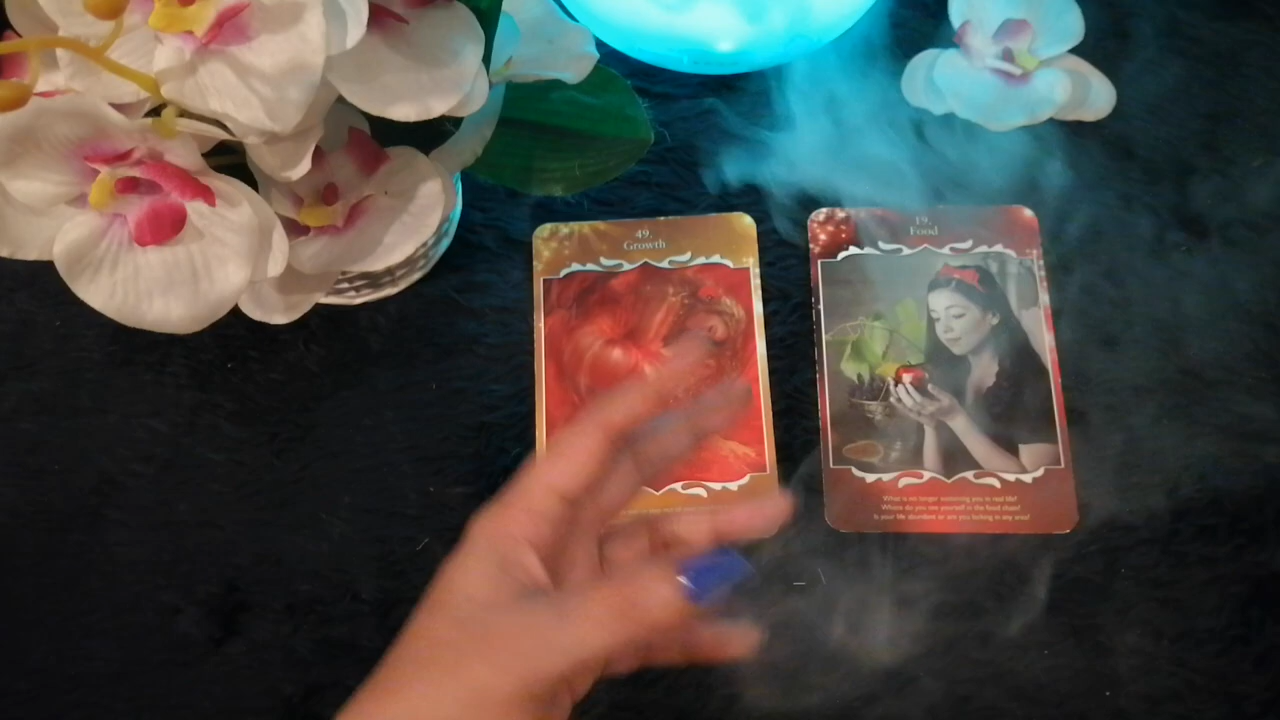 49.
Growth
19.
Food
What is no longer sustaining you in real life?
Where do you see yourself in the food chain?
Is your life abundant or are you lacking in any area?